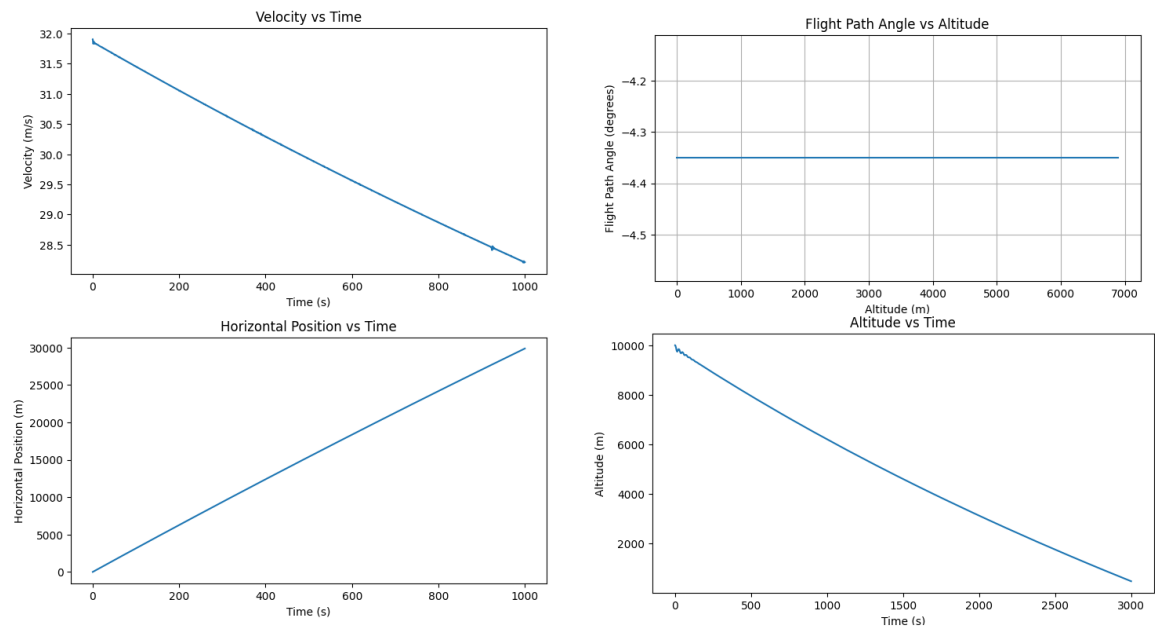 Velocity vs Time
32.0
31.5
31.0
30.5
30.0
29.5
29.0
28.5
Velocity (m/s)
0 200 400 600 800 1000
Time (s)
Flight Path Angle vs Altitude
−4.2
−4.3
−4.4
−4.5
Flight Path Angle (degrees)
0 1000 2000 3000 4000 5000 6000 7000
Altitude (m)
Horizontal Position vs Time
30000
25000
20000
15000
10000
5000
0
Horizontal Position (m)
0 200 400 600 800 1000
Time (s)
Altitude vs Time
10000
8000
6000
4000
2000
Altitude (m)
0 500 1000 1500 2000 2500 3000
Time (s)